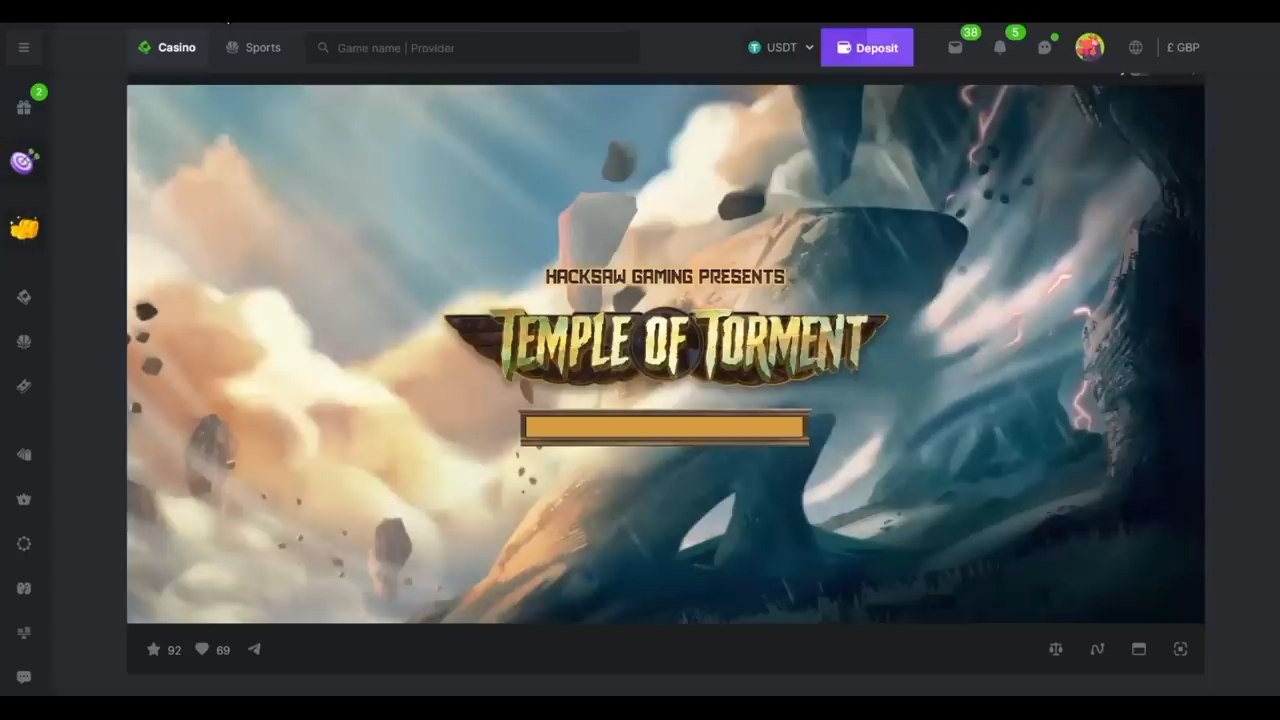 Casino
Sports
Game name | Provider
USDT
Deposit
38
5
£ GBP
2
HACKSAW GAMING PRESENTS
TEMPLE OF TORMENT
92
69